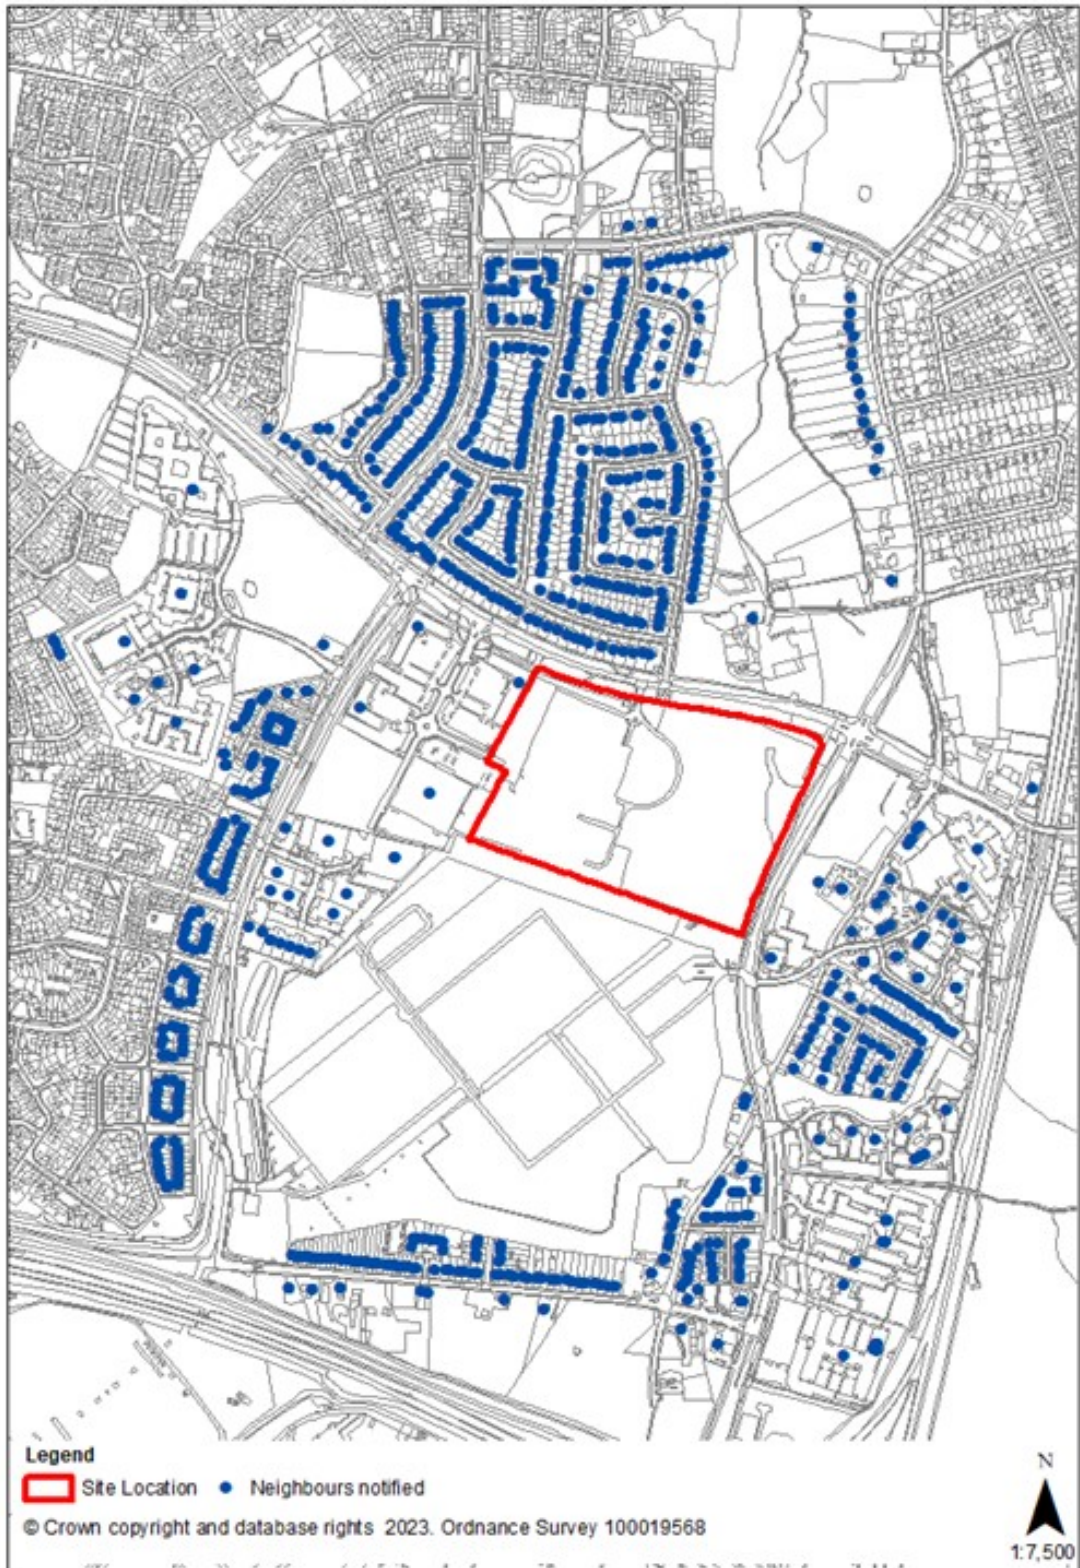 Legend
Site Location
Neighbours notified
© Crown copyright and database rights 2023. Ordnance Survey 100019568
N
1:7,500